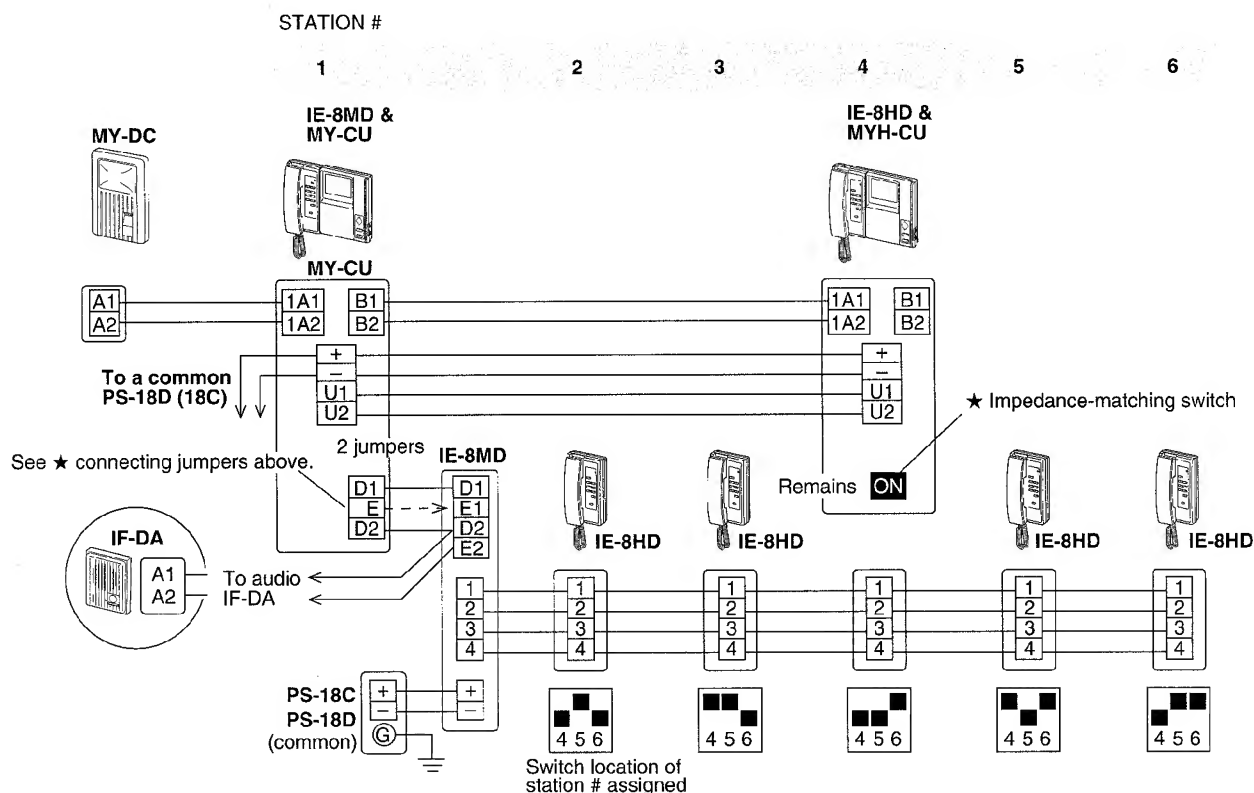 STATION #
1 2 3 4 5 6
MY-DC
IE-8MD &
MY-CU
IE-8HD &
MYH-CU
MY-CU
A1
A2
1A1 B1
1A2 B2
+
–
U1
U2
1A1 B1
1A2 B2
+
–
U1
U2
To a common
PS-18D (18C)
★ Impedance-matching switch
See ★ connecting jumpers above.
2 jumpers
D1
E
D2
IE-8MD
D1
E1
D2
E2
Remains ON
IF-DA
A1
A2
To audio
IF-DA
IE-8HD
IE-8HD
IE-8HD
IE-8HD
1 1 1 1 1 1
2 2 2 2 2 2
3 3 3 3 3 3
4 4 4 4 4 4
PS-18C
PS-18D
(common)
+
–
G
+
–
4 5 6
4 5 6
4 5 6
4 5 6
4 5 6
Switch location of
station # assigned